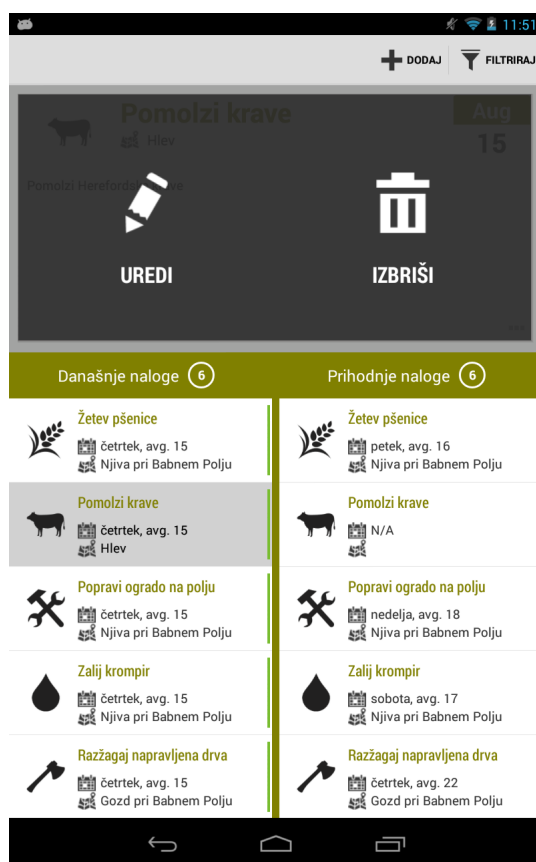 11:51
DODAJ
FILTRIRAJ
Pomolzi krave
Hlev
Aug
15
UREDI
IZBRIŠI
Današnje naloge 6
Žetev pšenice
četrtek, avg. 15
Njiva pri Babnem Polju
Pomolzi krave
četrtek, avg. 15
Hlev
Popravi ogrado na polju
četrtek, avg. 15
Njiva pri Babnem Polju
Zalij krompir
četrtek, avg. 15
Njiva pri Babnem Polju
Razžagaj napravljena drva
četrtek, avg. 15
Gozd pri Babnem Polju
Prihodnje naloge 6
Žetev pšenice
petek, avg. 16
Njiva pri Babnem Polju
Pomolzi krave
N/A
Popravi ogrado na polju
nedelja, avg. 18
Njiva pri Babnem Polju
Zalij krompir
sobota, avg. 17
Njiva pri Babnem Polju
Razžagaj napravljena drva
četrtek, avg. 22
Gozd pri Babnem Polju